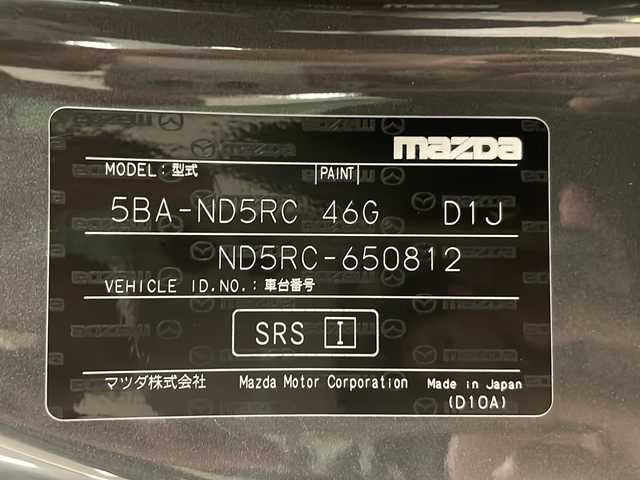 mazda
MODEL:型式 PAINT
5BA-ND5RC 46G D1J
ND5RC-650812
VEHICLE ID.NO.:車台番号
SRS I
マツダ株式会社 Mazda Motor Corporation Made in Japan
(D10A)